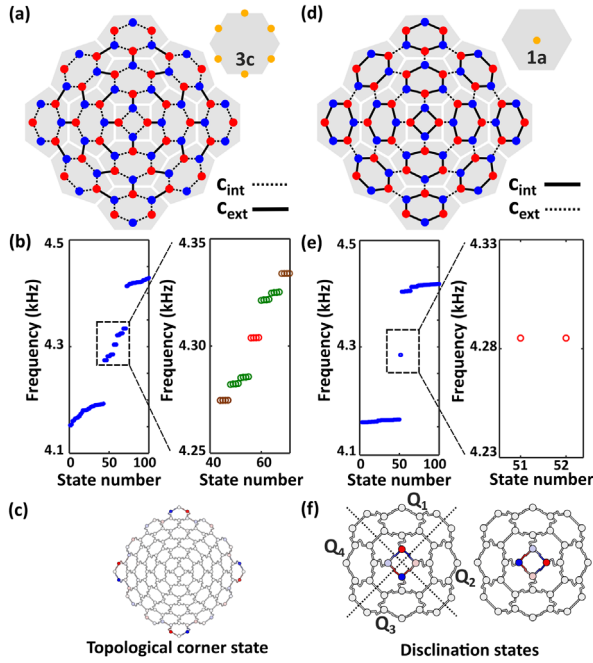 (a)
3c
c_int
c_ext
(d)
1a
c_int
c_ext
(b)
4.5
4.3
4.1
Frequency (kHz)
0
50
100
State number
4.35
4.30
4.25
Frequency (kHz)
40
60
State number
(e)
4.5
4.3
4.1
Frequency (kHz)
0
50
100
State number
4.33
4.28
4.23
Frequency (kHz)
51
52
State number
(c)
Topological corner state
(f)
Q1
Q4
Q2
Q3
Disclination states